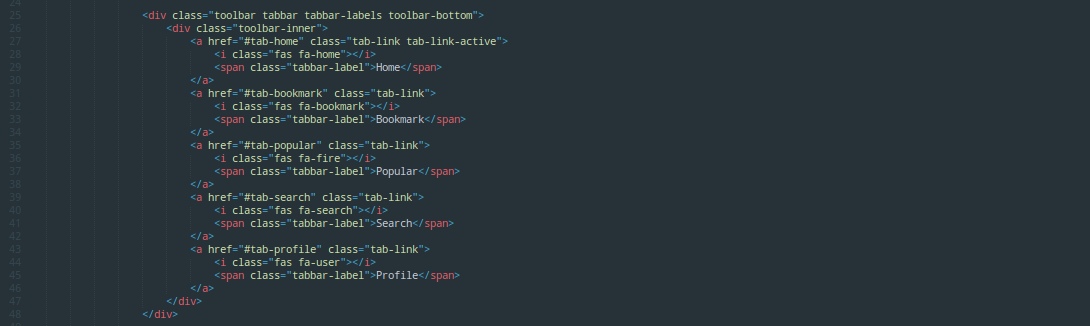 24
25 <div class="toolbar tabbar tabbar-labels toolbar-bottom">
26 <div class="toolbar-inner">
27 <a href="#tab-home" class="tab-link tab-link-active">
28 <i class="fas fa-home"></i>
29 <span class="tabbar-label">Home</span>
30 </a>
31 <a href="#tab-bookmark" class="tab-link">
32 <i class="fas fa-bookmark"></i>
33 <span class="tabbar-label">Bookmark</span>
34 </a>
35 <a href="#tab-popular" class="tab-link">
36 <i class="fas fa-fire"></i>
37 <span class="tabbar-label">Popular</span>
38 </a>
39 <a href="#tab-search" class="tab-link">
40 <i class="fas fa-search"></i>
41 <span class="tabbar-label">Search</span>
42 </a>
43 <a href="#tab-profile" class="tab-link">
44 <i class="fas fa-user"></i>
45 <span class="tabbar-label">Profile</span>
46 </a>
47 </div>
48 </div>